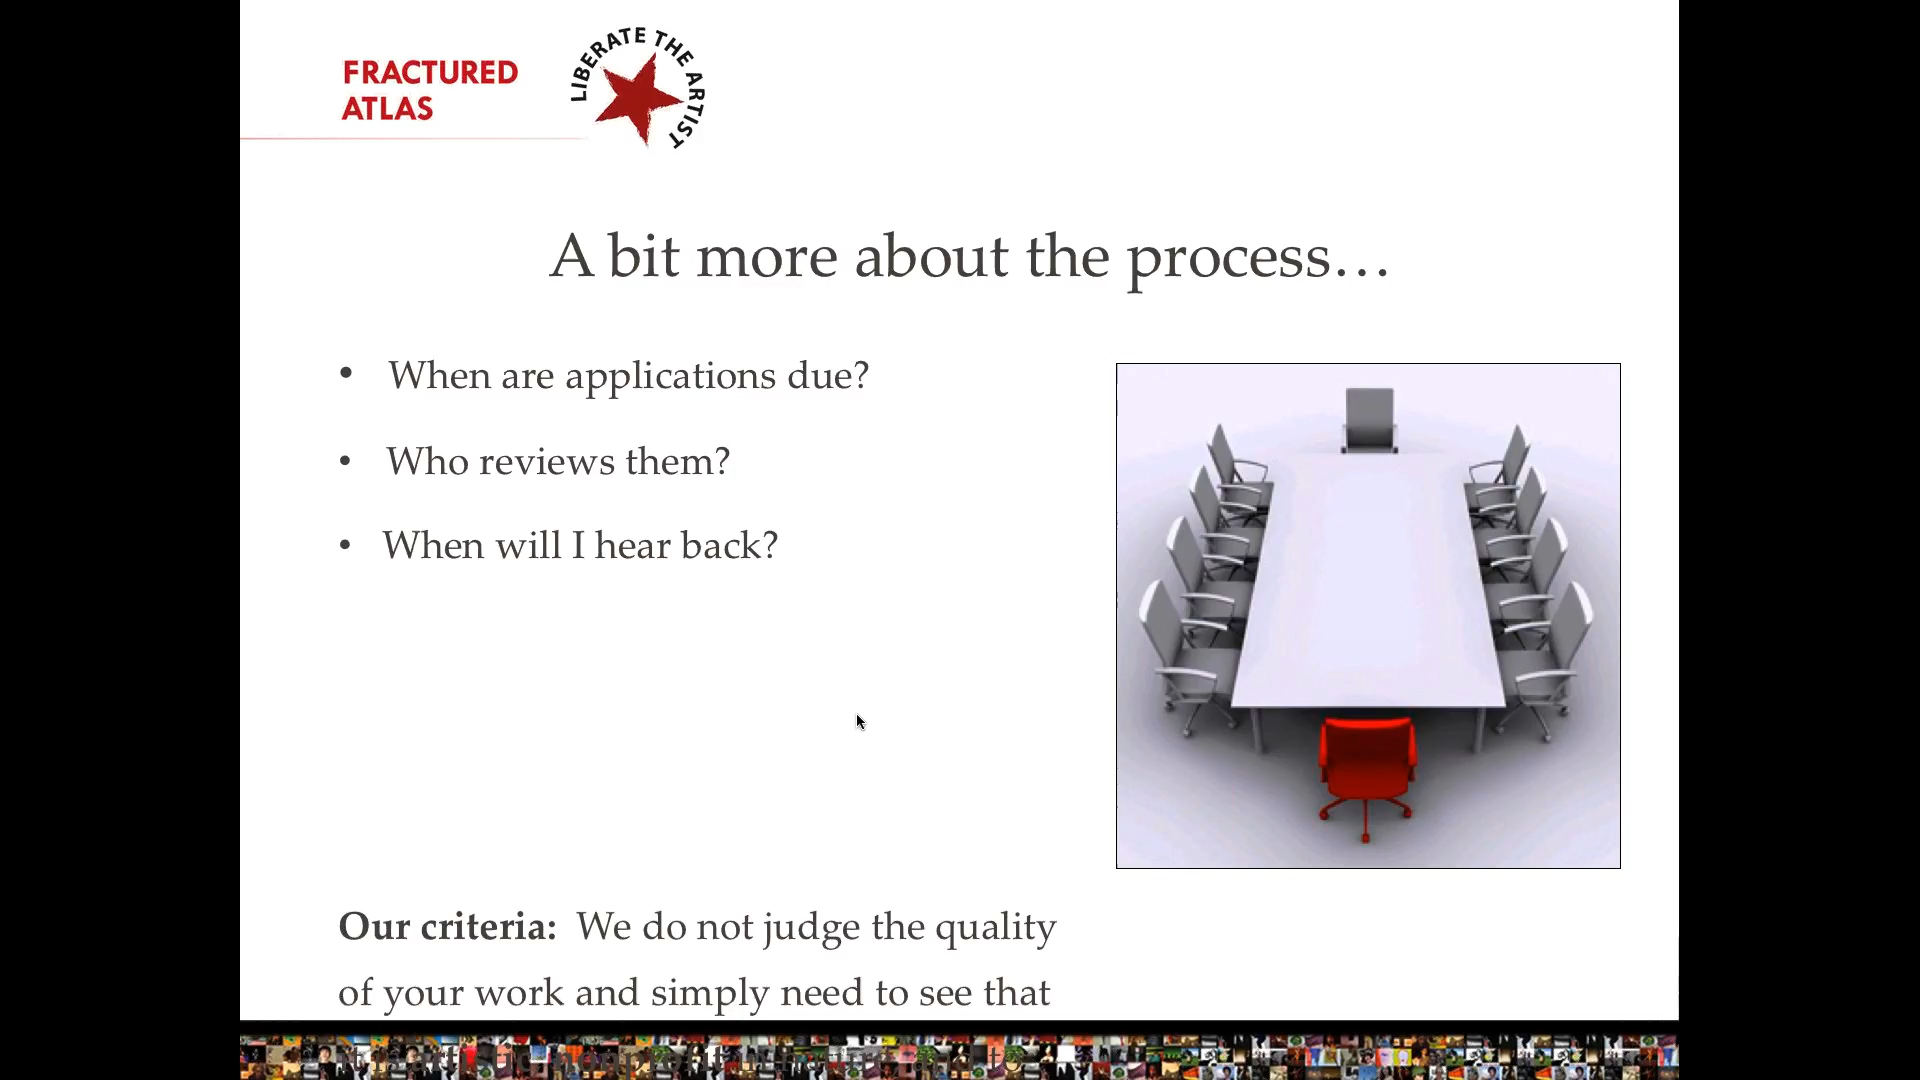 FRACTURED
ATLAS
LIBERATE THE ARTIST
A bit more about the process…
• When are applications due?
• Who reviews them?
• When will I hear back?
Our criteria: We do not judge the quality
of your work and simply need to see that